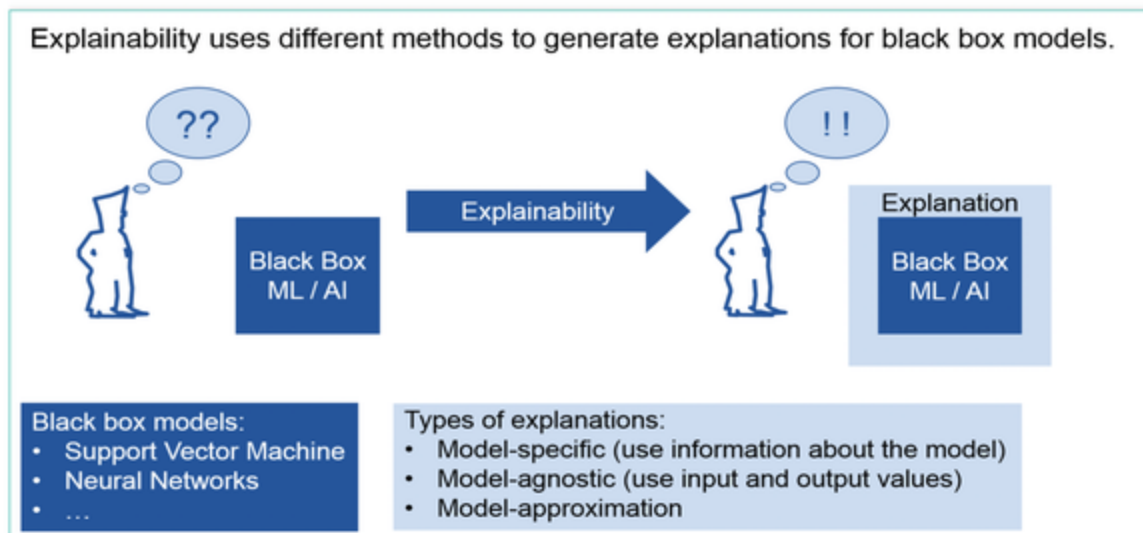 Explainability uses different methods to generate explanations for black box models.
??
!!
Explainability
Explanation
Black Box
ML / AI
Black Box
ML / AI
Black box models:
• Support Vector Machine
• Neural Networks
• …
Types of explanations:
• Model-specific (use information about the model)
• Model-agnostic (use input and output values)
• Model-approximation